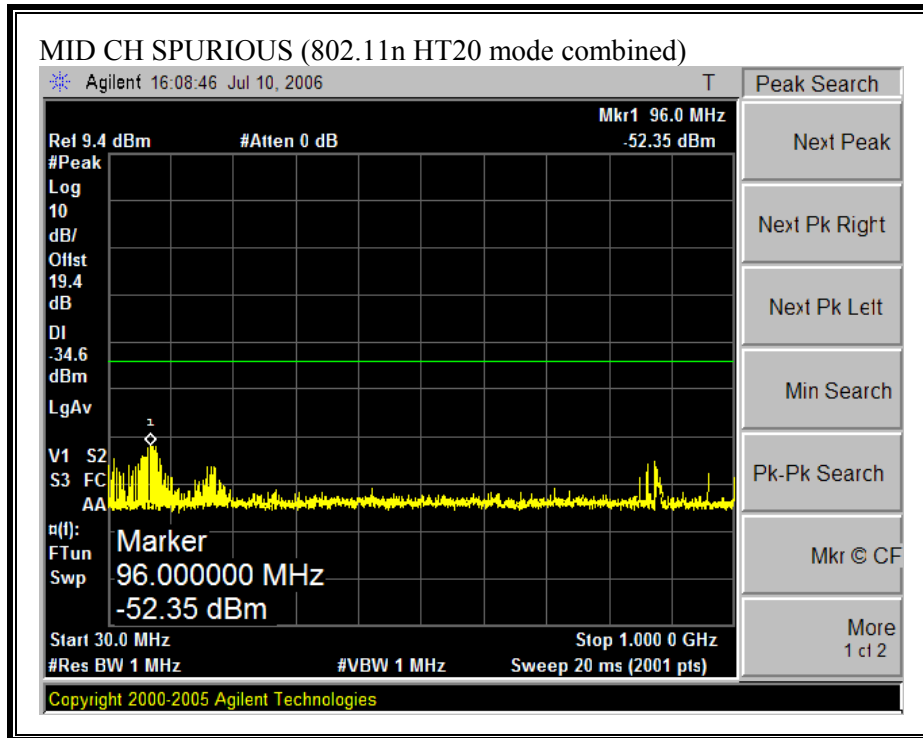 MID CH SPURIOUS (802.11n HT20 mode combined)
Agilent 16:08:46 Jul 10, 2006 T
Peak Search
Mkr1 96.0 MHz
Ref 9.4 dBm #Atten 0 dB -52.35 dBm
#Peak
Log
10
dB/
Offst
19.4
dB
DI
-34.6
dBm
LgAv
1
V1 S2
S3 FC
AA
¤(f):
FTun
Swp
Marker
96.000000 MHz
-52.35 dBm
Start 30.0 MHz Stop 1.000 0 GHz
#Res BW 1 MHz #VBW 1 MHz Sweep 20 ms (2001 pts)
Copyright 2000-2005 Agilent Technologies
Next Peak
Next Pk Right
Next Pk Left
Min Search
Pk-Pk Search
Mkr © CF
More
1 of 2